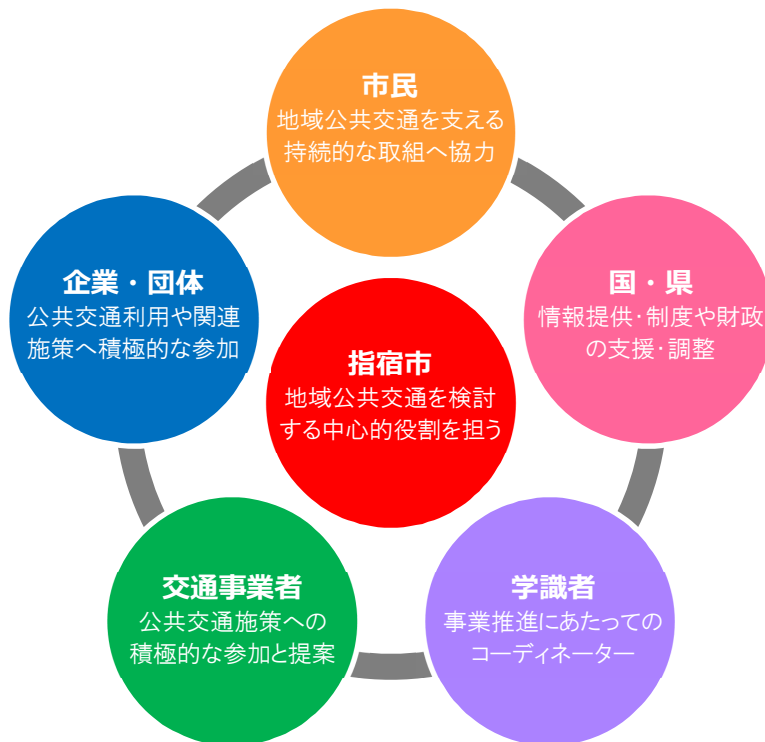 市民
地域公共交通を支える
持続的な取組へ協力
企業・団体
公共交通利用や関連
施策へ積極的な参加
国・県
情報提供・制度や財政
の支援・調整
指宿市
地域公共交通を検討
する中心的役割を担う
交通事業者
公共交通施策への
積極的な参加と提案
学識者
事業推進にあたっての
コーディネーター